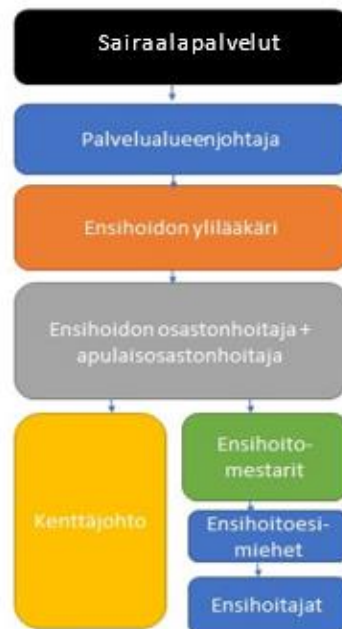 Sairaalapalvelut
Palvelualueenjohtaja
Ensihoidon ylilääkäri
Ensihoidon osastonhoitaja +
apulaisosastonhoitaja
Kenttäjohto
Ensihoito-
mestarit
Ensihoitoesi-
miehet
Ensihoitajat